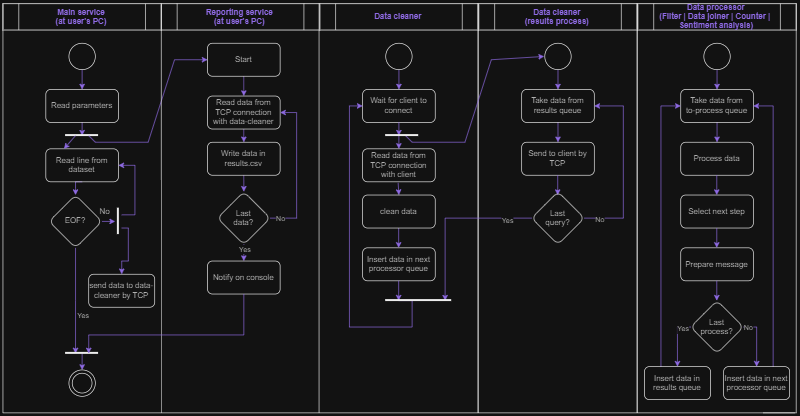 Main service
(at user's PC)
Reporting service
(at user's PC)
Data cleaner
Data cleaner
(results process)
Data processor
(Filter | Data joiner | Counter |
Sentiment analysis)
Read parameters
Read line from
dataset
EOF?
No
send data to data-
cleaner by TCP
Yes
Start
Read data from
TCP connection
with data-cleaner
Write data in
results.csv
Last
data?
No
Yes
Notify on console
Wait for client to
connect
Read data from
TCP connection
with client
clean data
Insert data in next
processor queue
Take data from
results queue
Send to client by
TCP
Last
query?
Yes
No
Take data from
to-process queue
Process data
Select next step
Prepare message
Last
process?
Yes
No
Insert data in
results queue
Insert data in next
processor queue